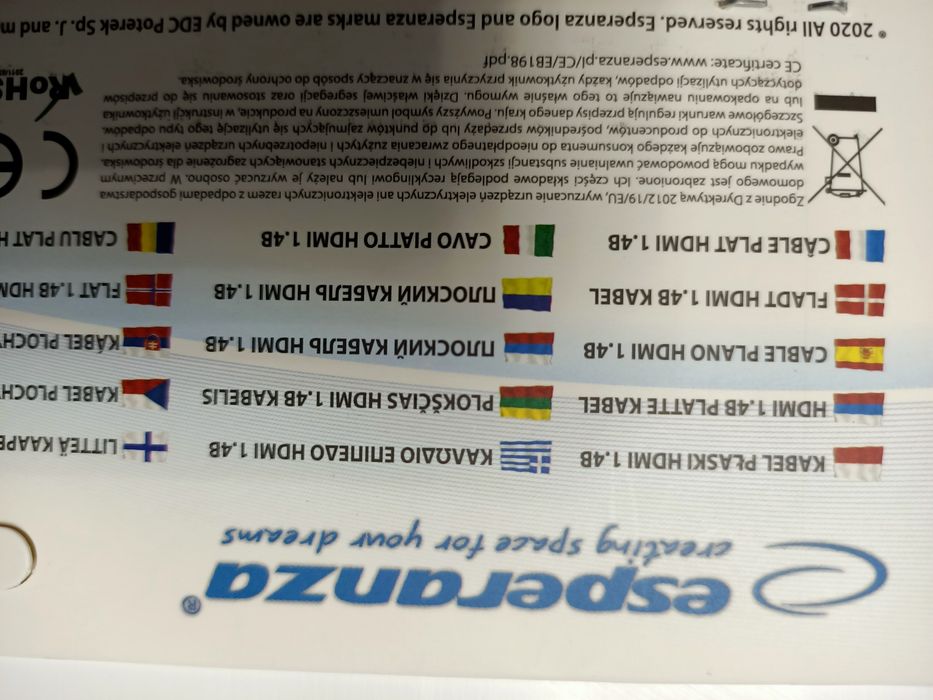 esperanza®
creating space for your dreams
KABEL PŁASKI HDMI 1.4B
HDMI 1.4B PLATTE KABEL
CABLE PLANO HDMI 1.4B
FLADT HDMI 1.4B KABEL
CÂBLE PLAT HDMI 1.4B
ΚΑΛΩΔΙΟ ΕΠΙΠΕΔΟ HDMI 1.4B
PLOKŠČIAS HDMI 1.4B KABELIS
ПЛОСКИЙ КАБЕЛЬ HDMI 1.4B
ПЛОСКИЙ КАБЕЛЬ HDMI 1.4B
CAVO PIATTO HDMI 1.4B
LITTEÄ KAAPE
KABEL PLOCH
KÁBEL PLOCHÝ
FLAT 1.4B HDM
CABLU PLAT H
Zgodnie z Dyrektywą 2012/19/EU, wyrzucanie urządzeń elektrycznych ani elektronicznych razem z odpadami gospodarstwa
domowego jest zabronione. Ich części składowe podlegają recyklingowi lub należy je wyrzucać osobno. W przeciwnym
wypadku mogą powodować uwalnianie substancji szkodliwych i niebezpiecznych stanowiących zagrożenie dla środowiska.
Prawo zobowiązuje każdego konsumenta do nieodpłatnego zwracania zużytych i niepotrzebnych urządzeń elektrycznych i
elektronicznych do producentów, pośredników sprzedaży lub do punktów zajmujących się utylizację tego typu odpadów.
Szczegółowe warunki regulują przepisy danego kraju. Powyższy symbol umieszczony na produkcie, w instrukcji użytkownika
lub na opakowaniu nawiązuje to tego właśnie wymogu. Dzięki właściwej segregacji oraz stosowaniu się do przepisów
dotyczących utylizacji odpadów, każdy użytkownik przyczynia się w znaczący sposób do ochrony środowiska.
CE certificate: www.esperanza.pl/CE/EB198.pdf
CE
RoHS
® 2020 All rights reserved. Esperanza logo and Esperanza marks are owned by EDC Poterek Sp. J. and m